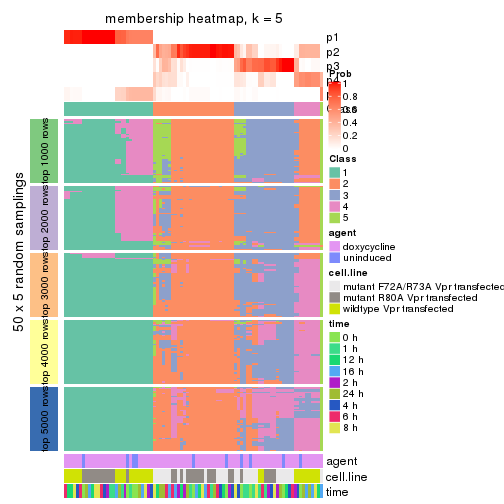 membership heatmap, k = 5
p1
p2
p3
p4
Prob
1
0.8
0.6
0.4
0.2
0
Class
1
2
3
4
5
agent
doxycycline
uninduced
cell.line
mutant F72A/R73A Vpr transfected
mutant R80A Vpr transfected
wildtype Vpr transfected
time
0 h
1 h
12 h
16 h
2 h
24 h
4 h
6 h
8 h
50 x 5 random samplings
top 1000 rows
top 2000 rows
top 3000 rows
top 4000 rows
top 5000 rows
agent
cell.line
time